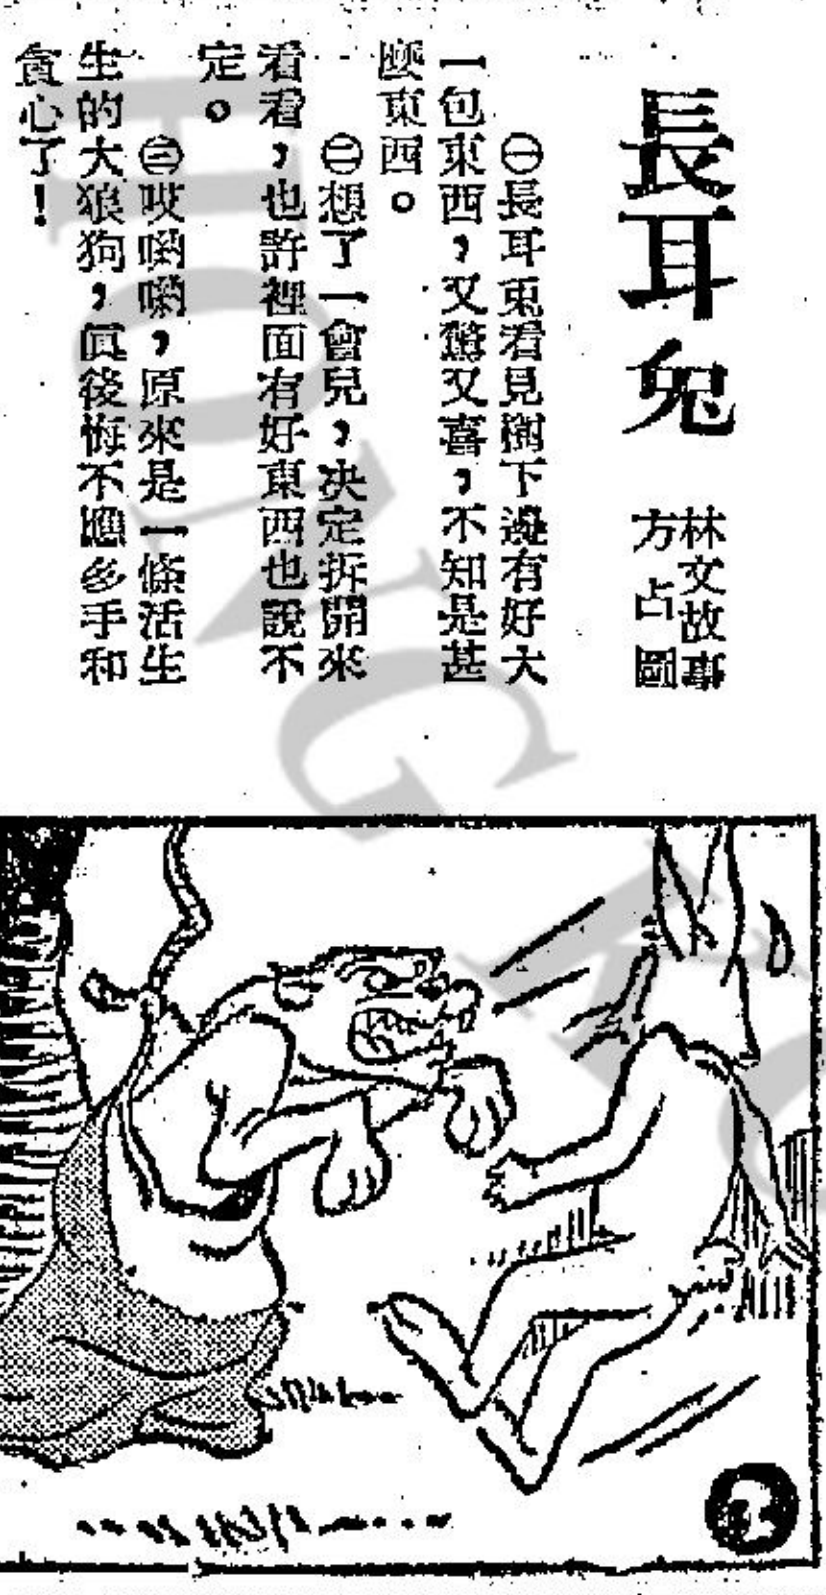 長耳兔
林文故事
方占圖
㊀長耳兎看見樹下邊有好大
一包東西，又驚又喜，不知是甚
麼東西。
㊁想了一會兒，决定拆開來
看看，也許裡面有好東西也說不
定。
㊂哎喲喲，原來是一條活生
生的大狼狗，眞後悔不應多手和
貪心了！
HONG KO